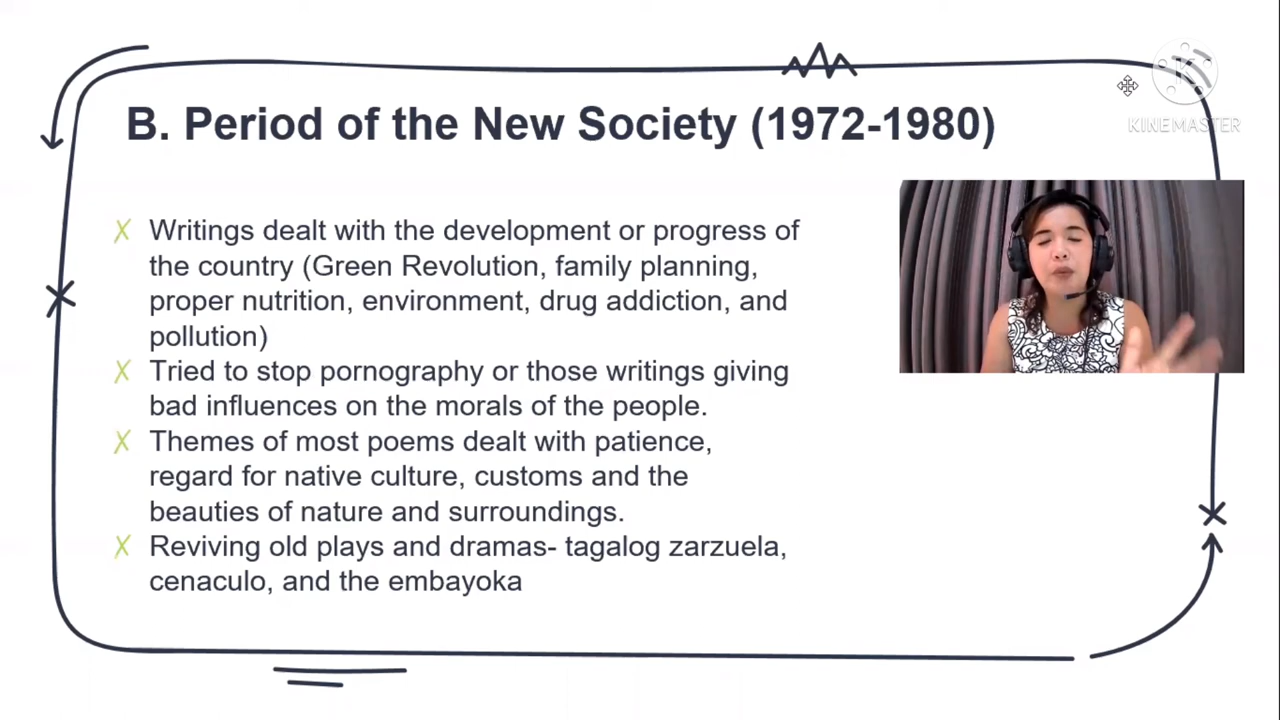 B. Period of the New Society (1972-1980)
KINEMASTER
X Writings dealt with the development or progress of
the country (Green Revolution, family planning,
proper nutrition, environment, drug addiction, and
pollution)
X Tried to stop pornography or those writings giving
bad influences on the morals of the people.
X Themes of most poems dealt with patience,
regard for native culture, customs and the
beauties of nature and surroundings.
X Reviving old plays and dramas- tagalog zarzuela,
cenaculo, and the embayoka